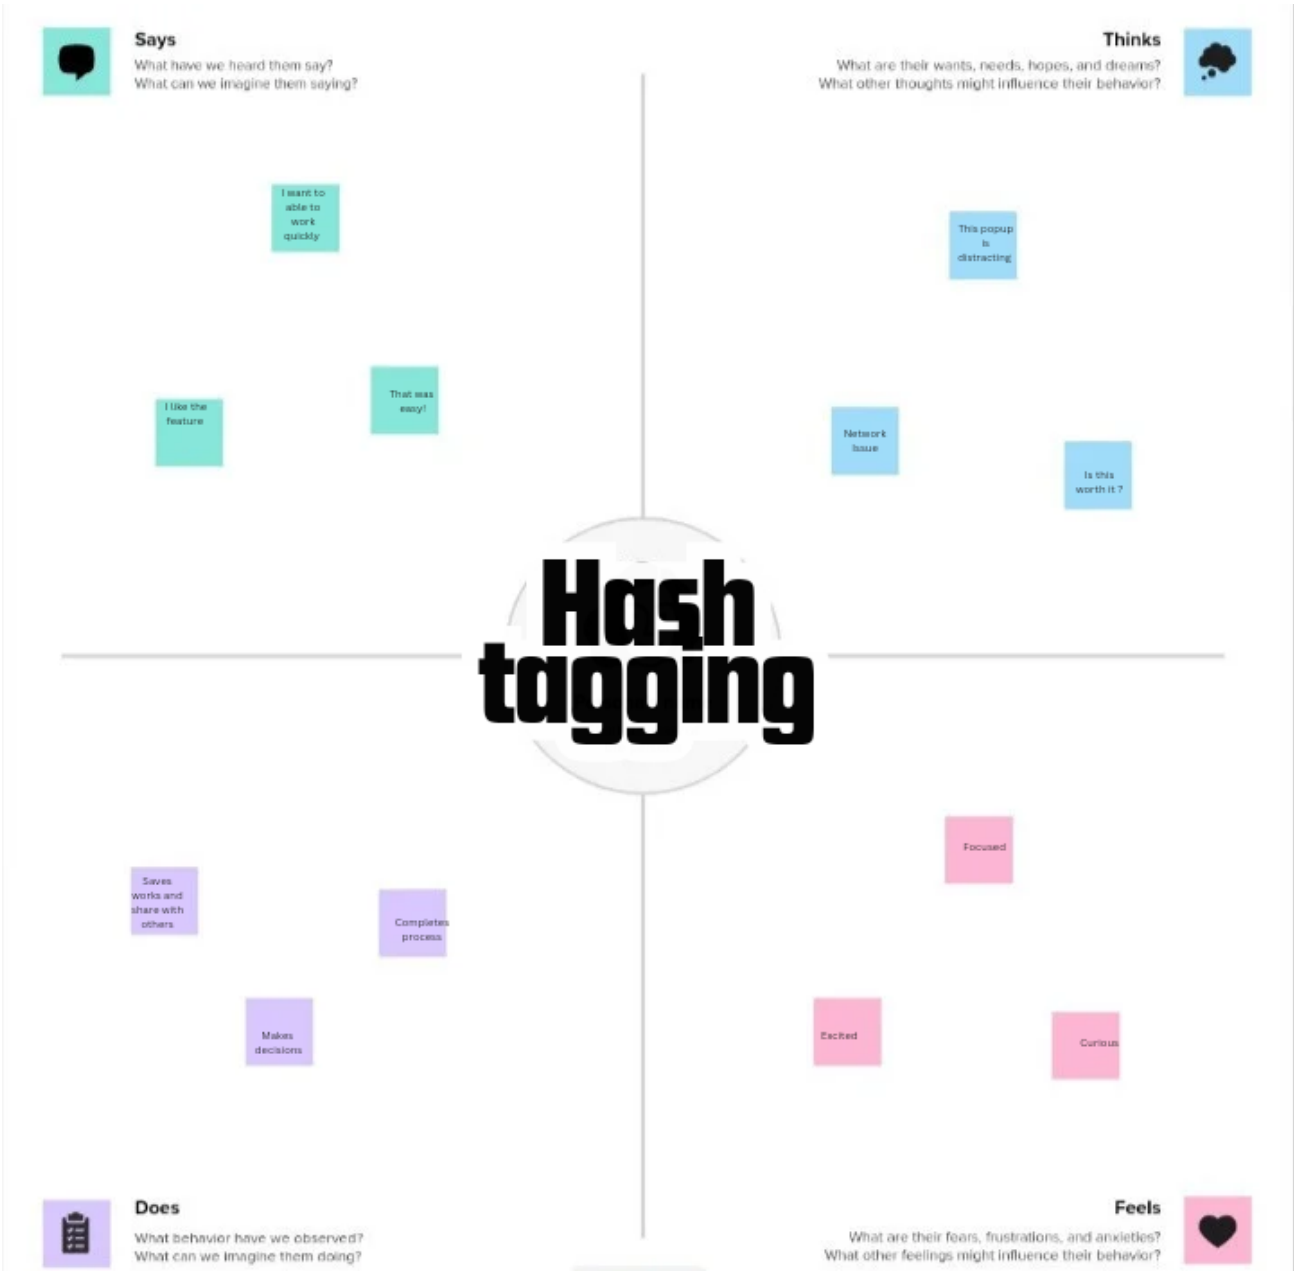 Says
What have we heard them say?
What can we imagine them saying?
Thinks
What are their wants, needs, hopes, and dreams?
What other thoughts might influence their behavior?
I want to
able to
work
quickly
This popup
is
distracting
I like the
feature
That was
easy!
Network
Issue
Is this
worth it ?
Hash
tagging
Saves
works and
share with
others
Completes
process
Makes
decisions
Focused
Excited
Curious
Does
What behavior have we observed?
What can we imagine them doing?
Feels
What are their fears, frustrations, and anxieties?
What other feelings might influence their behavior?